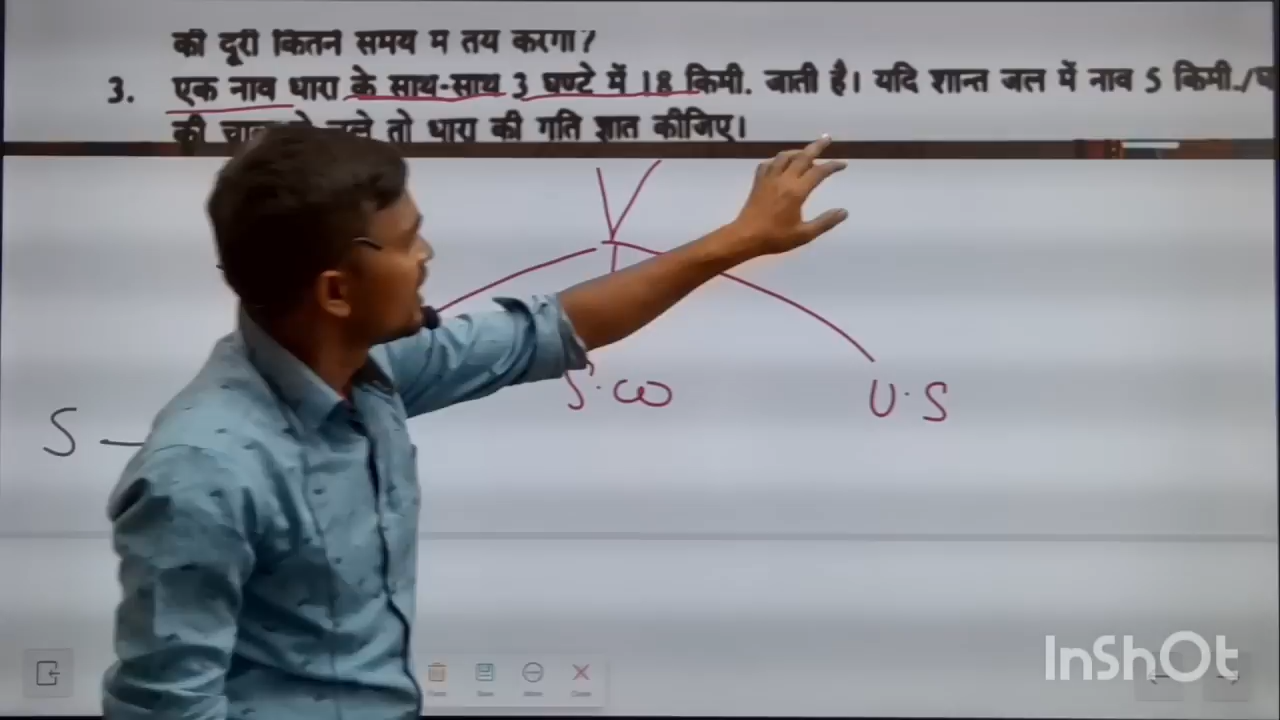 की दूरी कितने समय में तय करेगा?
3. एक नाव धारा के साथ-साथ 3 घण्टे में 18 किमी. जाती है। यदि शान्त जल में नाव 5 किमी./
की तो धारा की गति ज्ञात कीजिए।
S.W
U.S
S
InShOt